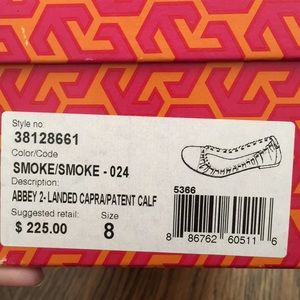 Style no
38128661
Color/Code
SMOKE/SMOKE - 024
Description:
ABBEY 2- LANDED CAPRA/PATENT CALF
Suggested retail: Size
$ 225.00 8
5366
8 86762 60511 6